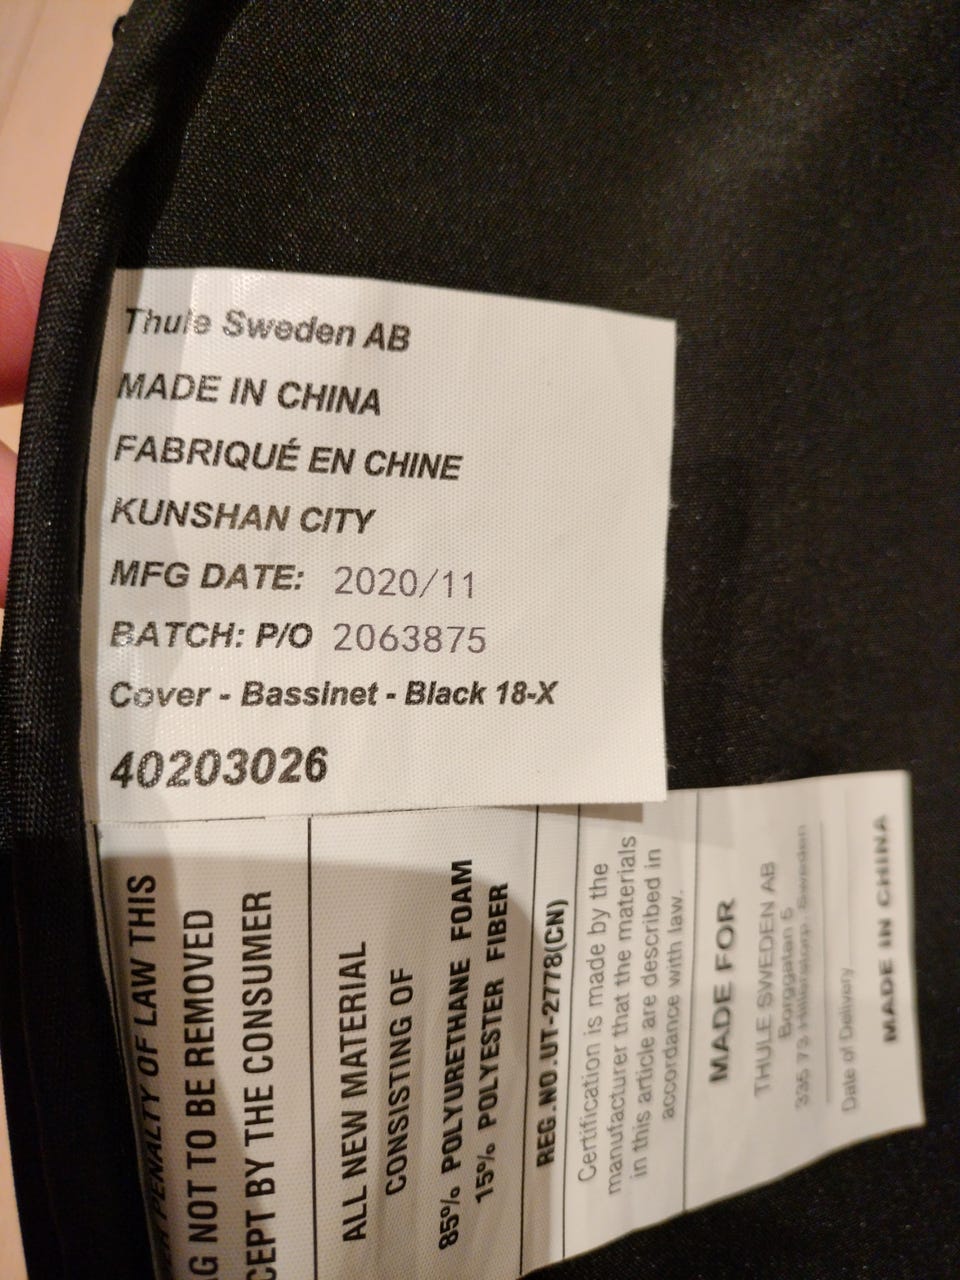 Thule Sweden AB
MADE IN CHINA
FABRIQUÉ EN CHINE
KUNSHAN CITY
MFG DATE: 2020/11
BATCH: P/O 2063875
Cover - Bassinet - Black 18-X
40203026
PENALTY OF LAW THIS
NOT TO BE REMOVED
CEPT BY THE CONSUMER
ALL NEW MATERIAL
CONSISTING OF
85% POLYURETHANE FOAM
15% POLYESTER FIBER
REG.NO.UT-2778(CN)
Certification is made by the
manufacturer that the materials
in this article are described in
accordance with law.
MADE FOR
THULE SWEDEN AB
Borggatan 5
335 73 Hillerstorp, Sweden
Date of Delivery
MADE IN CHINA